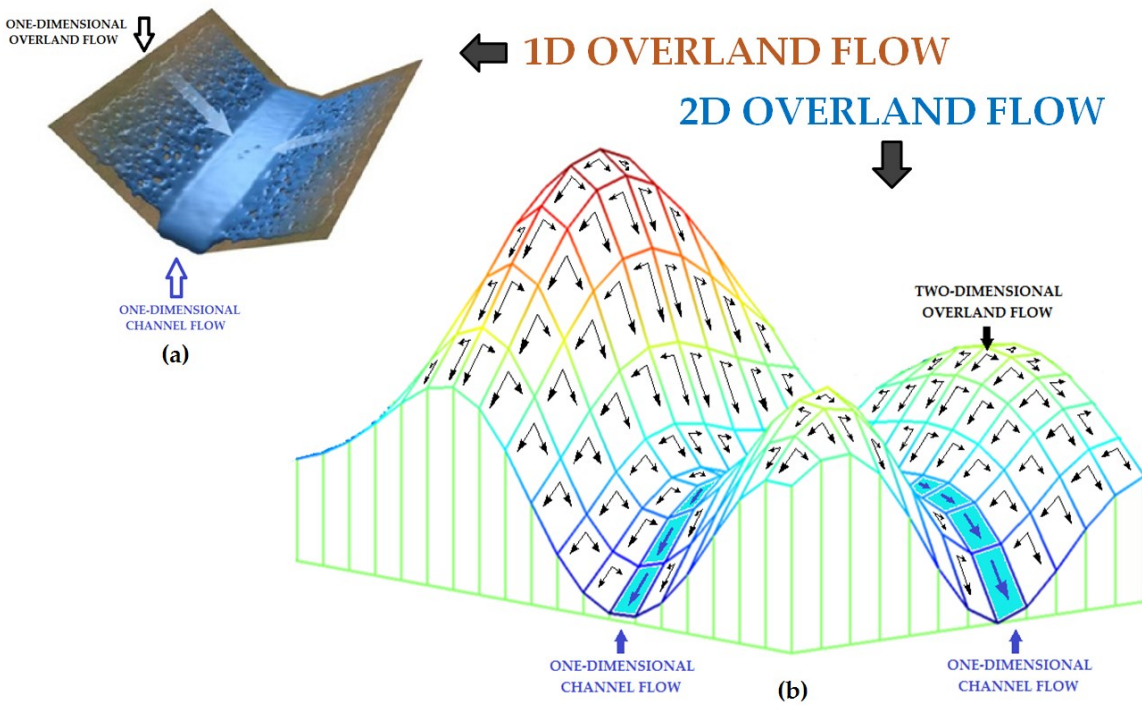 ONE-DIMENSIONAL
OVERLAND FLOW
1D OVERLAND FLOW
2D OVERLAND FLOW
ONE-DIMENSIONAL
CHANNEL FLOW
(a)
TWO-DIMENSIONAL
OVERLAND FLOW
ONE-DIMENSIONAL
CHANNEL FLOW
(b)
ONE-DIMENSIONAL
CHANNEL FLOW